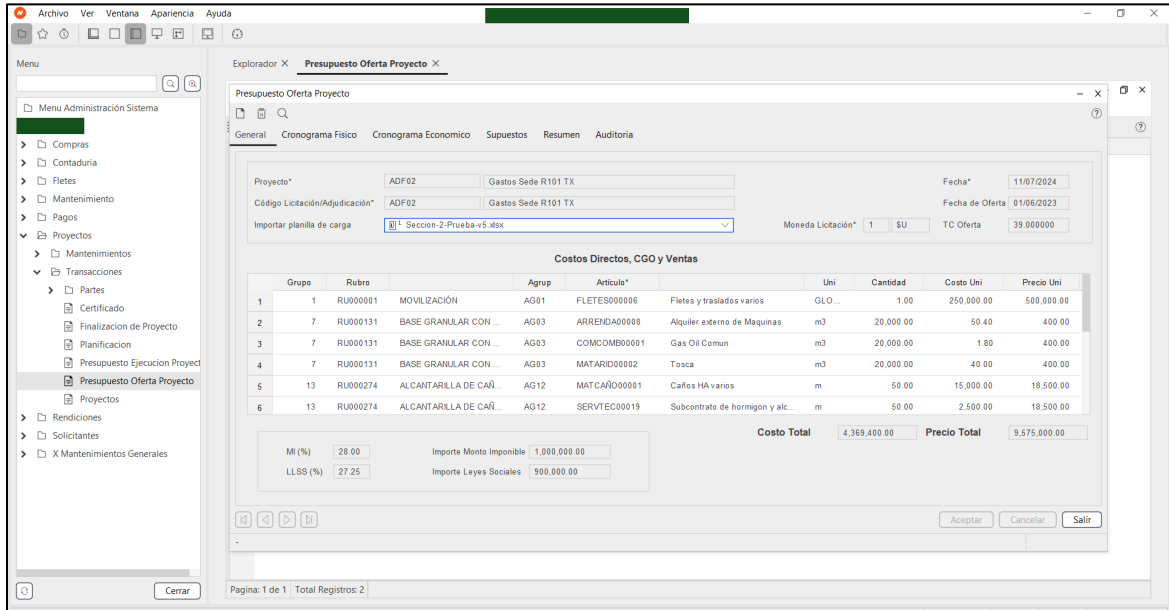 Archivo Ver Ventana Apariencia Ayuda
Menu
Menu Administración Sistema
Compras
Contaduria
Fletes
Mantenimiento
Pagos
Proyectos
Mantenimientos
Transacciones
Partes
Certificado
Finalizacion de Proyecto
Planificacion
Presupuesto Ejecucion Proyect
Presupuesto Oferta Proyecto
Proyectos
Rendiciones
Solicitantes
X Mantenimientos Generales
Cerrar
Explorador Presupuesto Oferta Proyecto
Presupuesto Oferta Proyecto
General Cronograma Fisico Cronograma Economico Supuestos Resumen Auditoria
Proyecto* ADF02 Gastos Sede R101 TX Fecha* 11/07/2024
Código Licitación/Adjudicación* ADF02 Gastos Sede R101 TX Fecha de Oferta 01/06/2023
Importar planilla de carga Seccion-2-Prueba-v5.xlsx Moneda Licitación* 1 $U TC Oferta 39.000000
Costos Directos, CGO y Ventas
Grupo Rubro Agrup Artículo* Uni Cantidad Costo Uni Precio Uni
1 1 RU000001 MOVILIZACIÓN AG01 FLETES000006 Fletes y traslados varios GLO... 1.00 250,000.00 500,000.00
2 7 RU000131 BASE GRANULAR CON ... AG03 ARRENDA00008 Alquiler externo de Maquinas m3 20,000.00 50.40 400.00
3 7 RU000131 BASE GRANULAR CON ... AG03 COMCOMB00001 Gas Oil Comun m3 20,000.00 1.80 400.00
4 7 RU000131 BASE GRANULAR CON ... AG03 MATARID00002 Tosca m3 20,000.00 40.00 400.00
5 13 RU000274 ALCANTARILLA DE CAÑ... AG12 MATCAÑO00001 Caños HA varios m 50.00 15,000.00 18,500.00
6 13 RU000274 ALCANTARILLA DE CAÑ... AG12 SERVTEC00019 Subcontrato de hormigon y alc... m 50.00 2,500.00 18,500.00
Costo Total 4,369,400.00 Precio Total 9,575,000.00
MI (%) 28.00 Importe Monto Imponible 1,000,000.00
LLSS (%) 27.25 Importe Leyes Sociales 900,000.00
Aceptar Cancelar Salir
-
Pagina: 1 de 1 Total Registros: 2